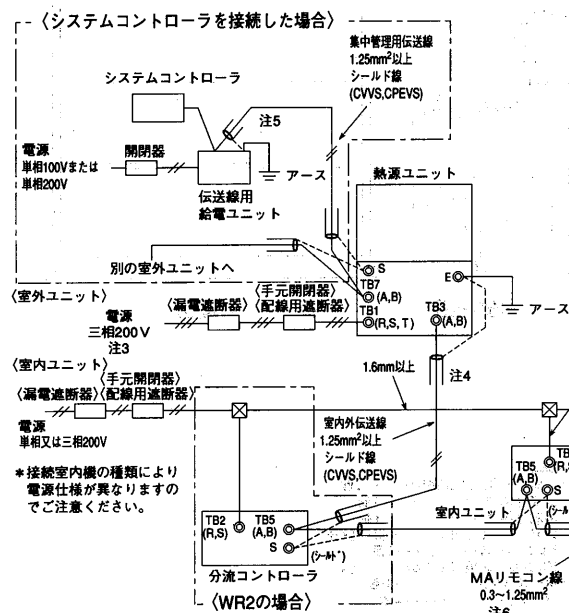 〈システムコントローラを接続した場合〉
集中管理用伝送線
1.25mm²以上
シールド線
(CVVS,CPEVS)
システムコントローラ
注5
電源
単相100Vまたは
単相200V
開閉器
アース
伝送線用
給電ユニット
熱源ユニット
別の室外ユニットへ
S
TB7
(A,B)
TB1
(R,S,T)
E
TB3
(A,B)
アース
〈室外ユニット〉
電源
三相200V
注3
〈漏電遮断器〉
〈手元開閉器〉
〈配線用遮断器〉
注4
1.6mm以上
〈室内ユニット〉
〈手元開閉器〉
〈漏電遮断器〉〈配線用遮断器〉
電源
単相又は三相200V
室内外伝送線
1.25mm²以上
シールド線
(CVVS,CPEVS)
*接続室内機の種類により
電源仕様が異なりますの
でご注意ください。
TB2
(R,S)
TB5
(A,B)
S
(シールド)
分流コントローラ
〈WR2の場合〉
室内ユニット
TB5
(A,B)
S
MAリモコン線
0.3~1.25mm²